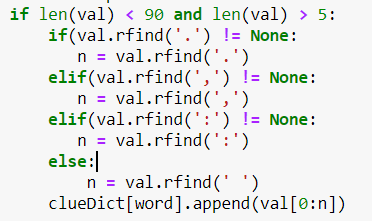 if len(val) < 90 and len(val) > 5:
    if(val.rfind('.') != None:
       n = val.rfind('.')
    elif(val.rfind(',') != None:
       n = val.rfind(',')
    elif(val.rfind(':') != None:
       n = val.rfind(':')
    else:
        n = val.rfind(' ')
    clueDict[word].append(val[0:n])